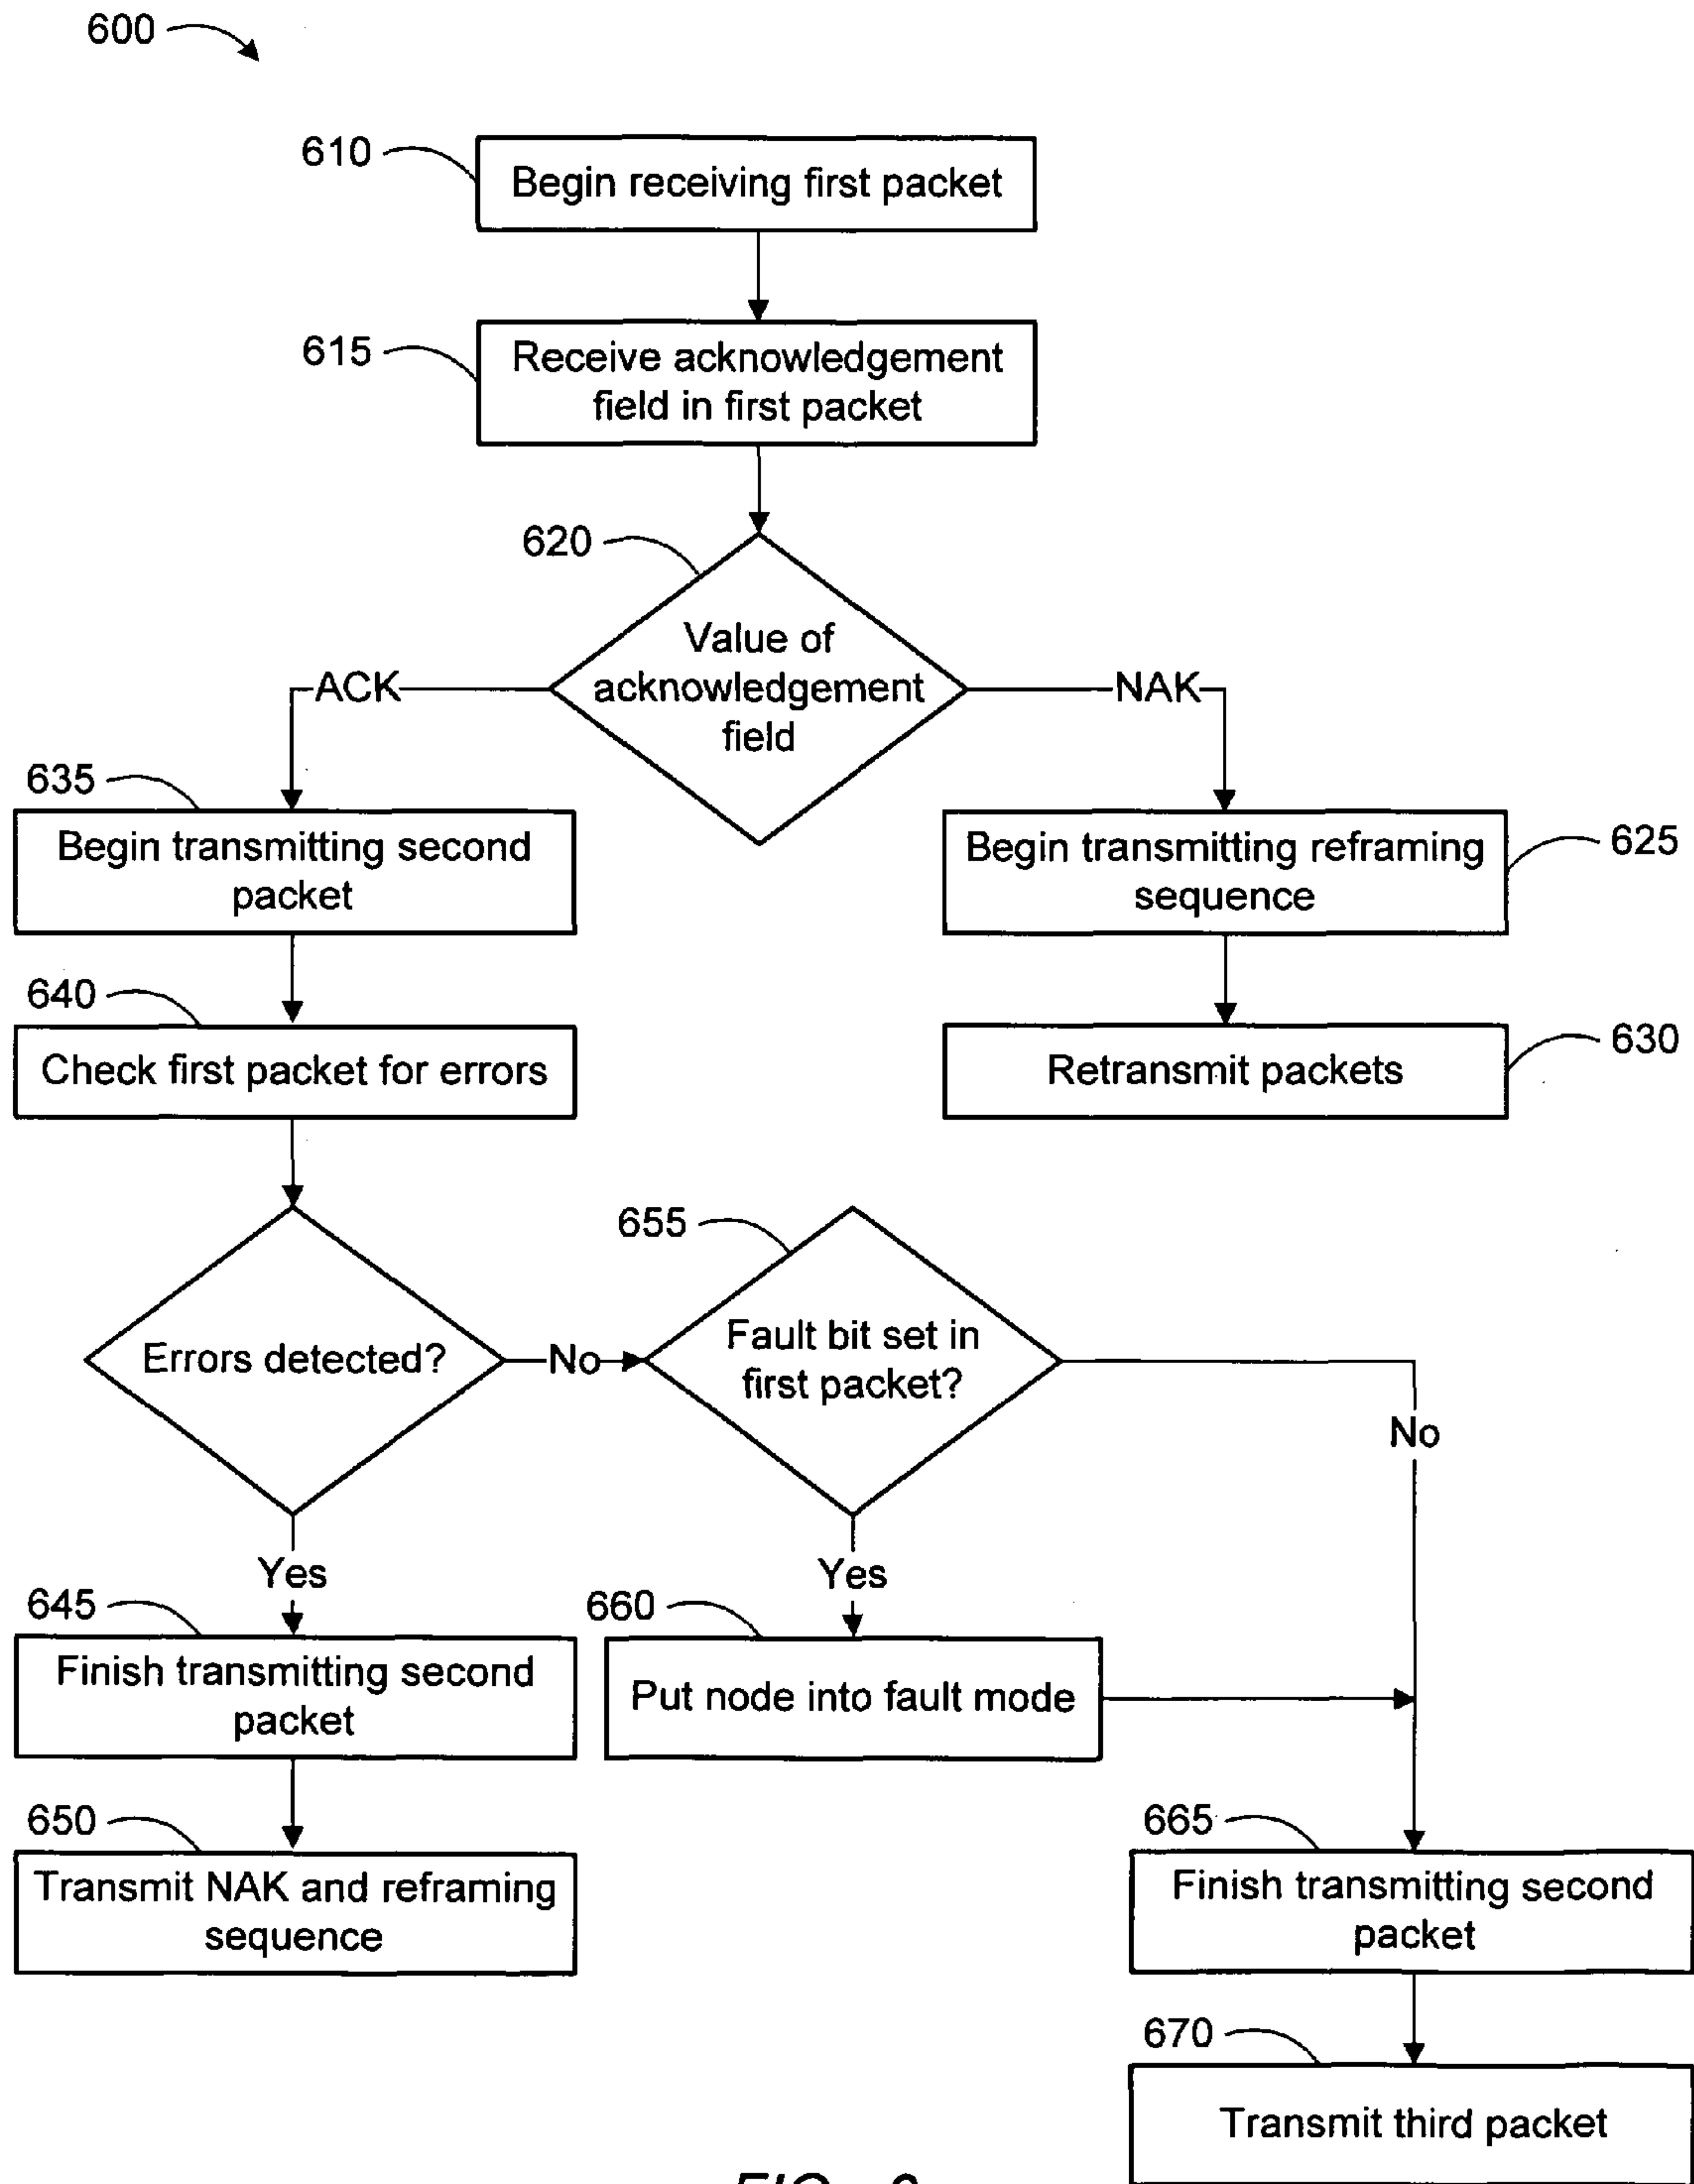 600
610
Begin receiving first packet
615
Receive acknowledgement
field in first packet
620
Value of
acknowledgement
field
ACK
NAK
635
Begin transmitting second
packet
Begin transmitting reframing
sequence
625
640
Check first packet for errors
Retransmit packets
630
Errors detected?
No
655
Fault bit set in
first packet?
No
Yes
Yes
645
Finish transmitting second
packet
660
Put node into fault mode
650
Transmit NAK and reframing
sequence
665
Finish transmitting second
packet
670
Transmit third packet
FIG.